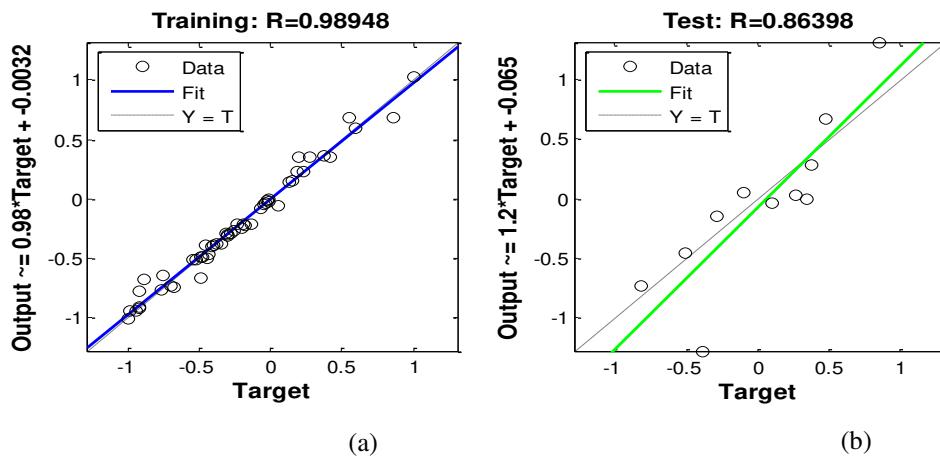 Training: R=0.98948
Output ~= 0.98*Target + -0.0032
Data
Fit
Y = T
1
0.5
0
-0.5
-1
-1
-0.5
0
0.5
1
Target
(a)
Test: R=0.86398
Output ~= 1.2*Target + -0.065
Data
Fit
Y = T
1
0.5
0
-0.5
-1
-1
-0.5
0
0.5
1
Target
(b)